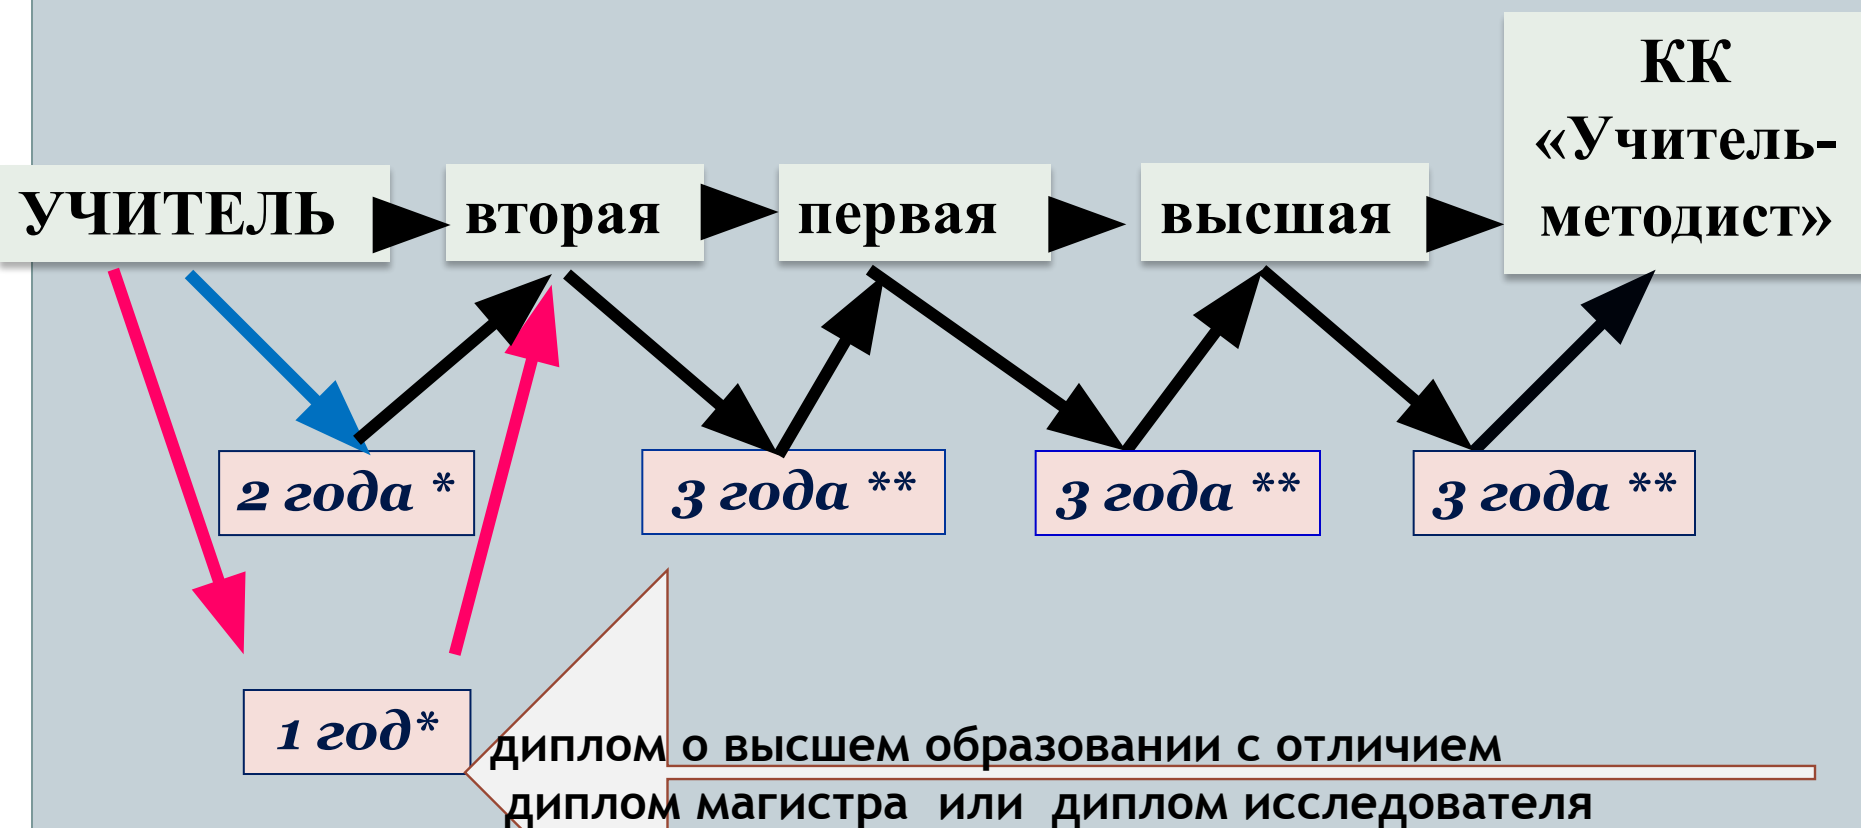 КК
«Учитель-
методист»
УЧИТЕЛЬ
вторая
первая
высшая
2 года *
3 года **
3 года **
3 года **
1 год*
диплом о высшем образовании с отличием
диплом магистра или диплом исследователя